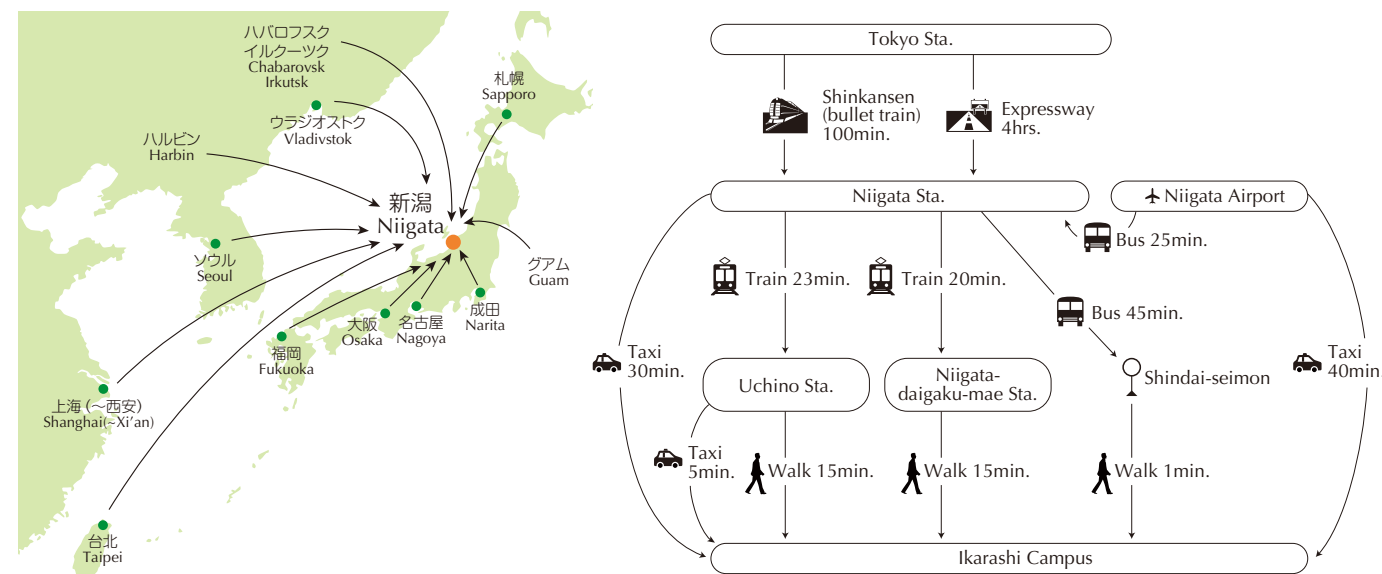 ハバロフスク
イルクーツク
Chabarovsk
Irkutsk
札幌
Sapporo
ウラジオストク
Vladivstok
ハルビン
Harbin
新潟
Niigata
ソウル
Seoul
グアム
Guam
成田
Narita
名古屋
Nagoya
大阪
Osaka
福岡
Fukuoka
上海(〜西安)
Shanghai(~Xi'an)
台北
Taipei
Tokyo Sta.
Shinkansen
(bullet train)
100min.
Expressway
4hrs.
Niigata Sta.
Niigata Airport
Bus 25min.
Train 23min.
Train 20min.
Bus 45min.
Taxi
30min.
Uchino Sta.
Niigata-
daigaku-mae Sta.
Shindai-seimon
Taxi
40min.
Taxi
5min.
Walk 15min.
Walk 15min.
Walk 1min.
Ikarashi Campus